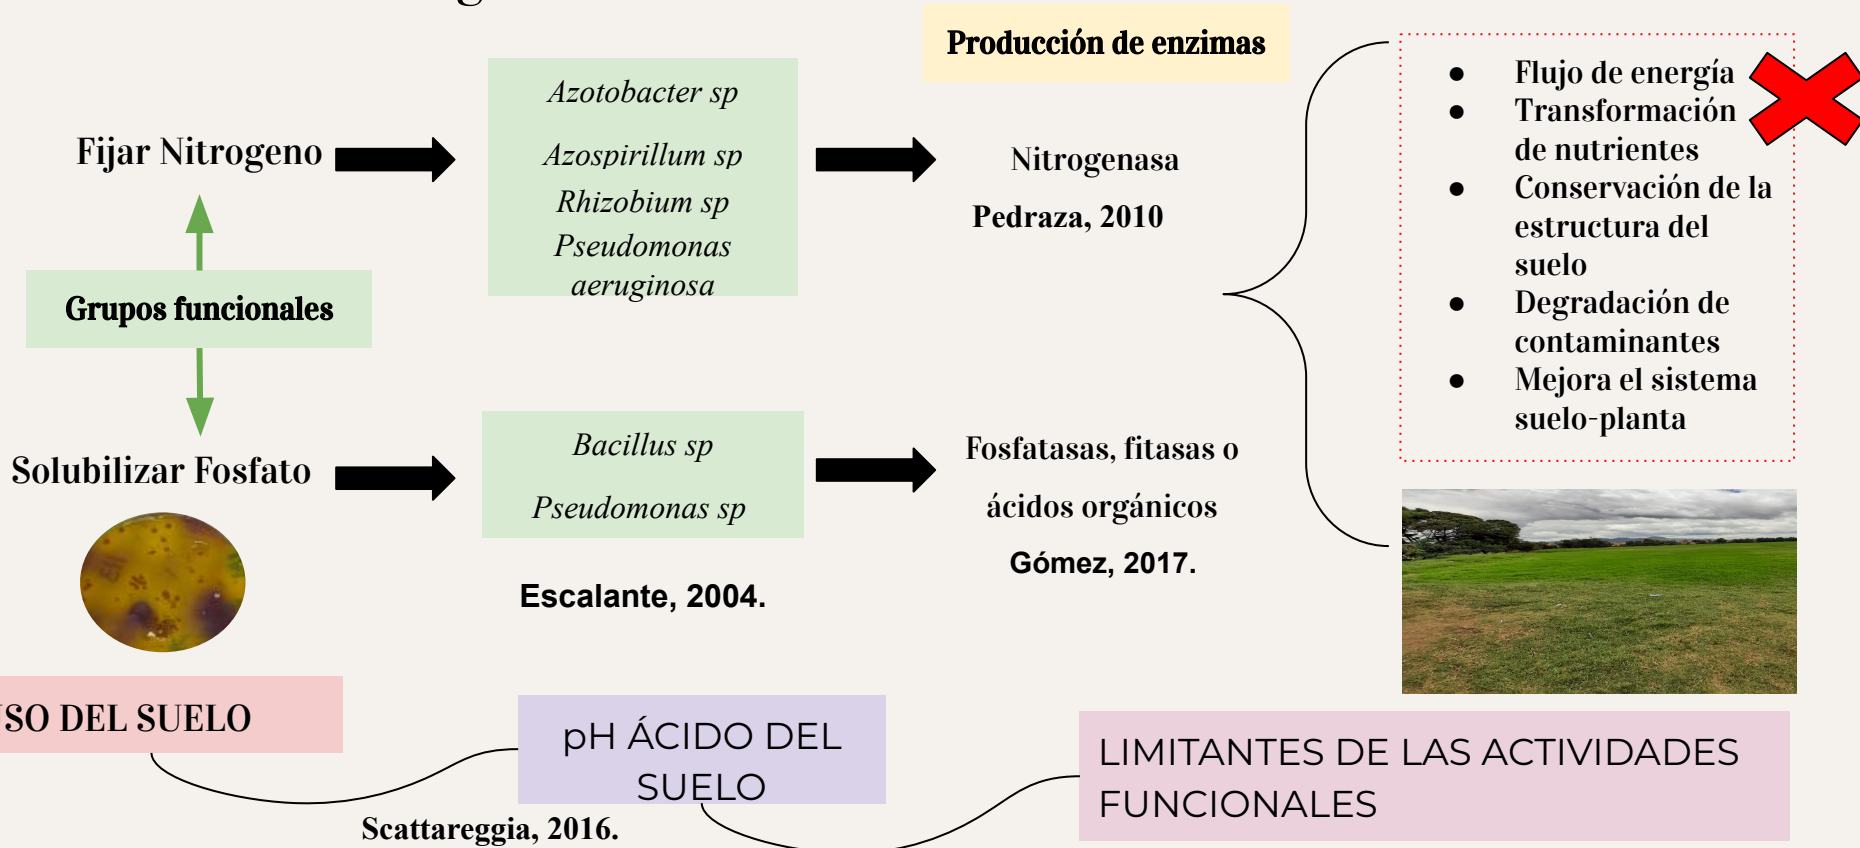 Producción de enzimas
Fijar Nitrogeno
Azotobacter sp
Azospirillum sp
Rhizobium sp
Pseudomonas
aeruginosa
Nitrogenasa
Pedraza, 2010
Grupos funcionales
Solubilizar Fosfato
Bacillus sp
Pseudomonas sp
Escalante, 2004.
Fosfatasas, fitasas o
ácidos orgánicos
Gómez, 2017.
● Flujo de energía
● Transformación
de nutrientes
● Conservación de la
estructura del
suelo
● Degradación de
contaminantes
● Mejora el sistema
suelo-planta
SO DEL SUELO
pH ÁCIDO DEL
SUELO
Scattareggia, 2016.
LIMITANTES DE LAS ACTIVIDADES
FUNCIONALES